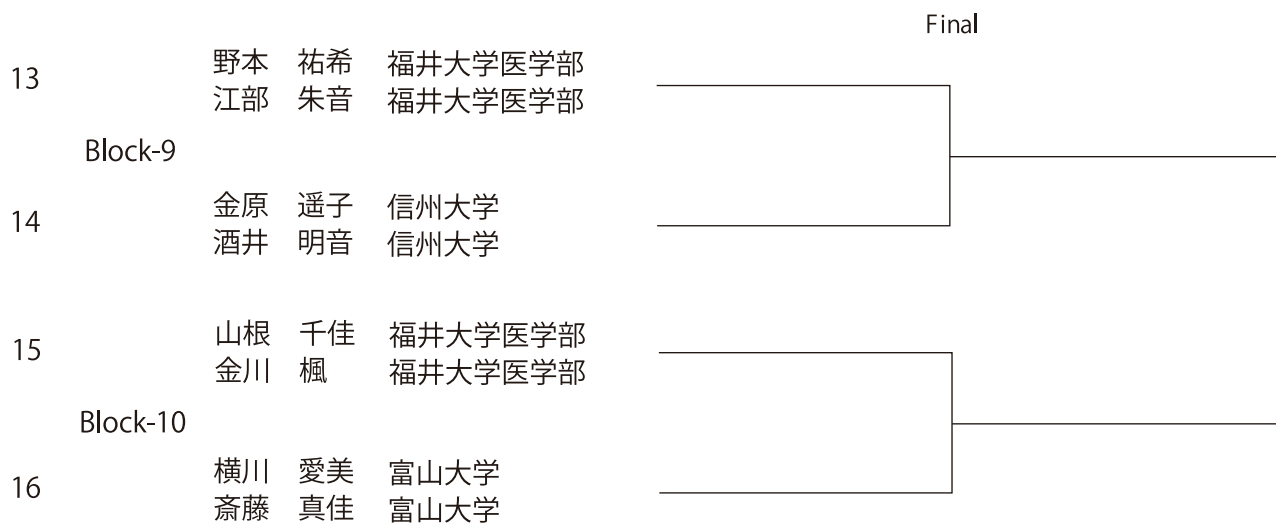 Final
13
野本　祐希　福井大学医学部
江部　朱音　福井大学医学部
Block-9
14
金原　遥子　信州大学
酒井　明音　信州大学
15
山根　千佳　福井大学医学部
金川　楓　福井大学医学部
Block-10
16
横川　愛美　富山大学
斎藤　真佳　富山大学